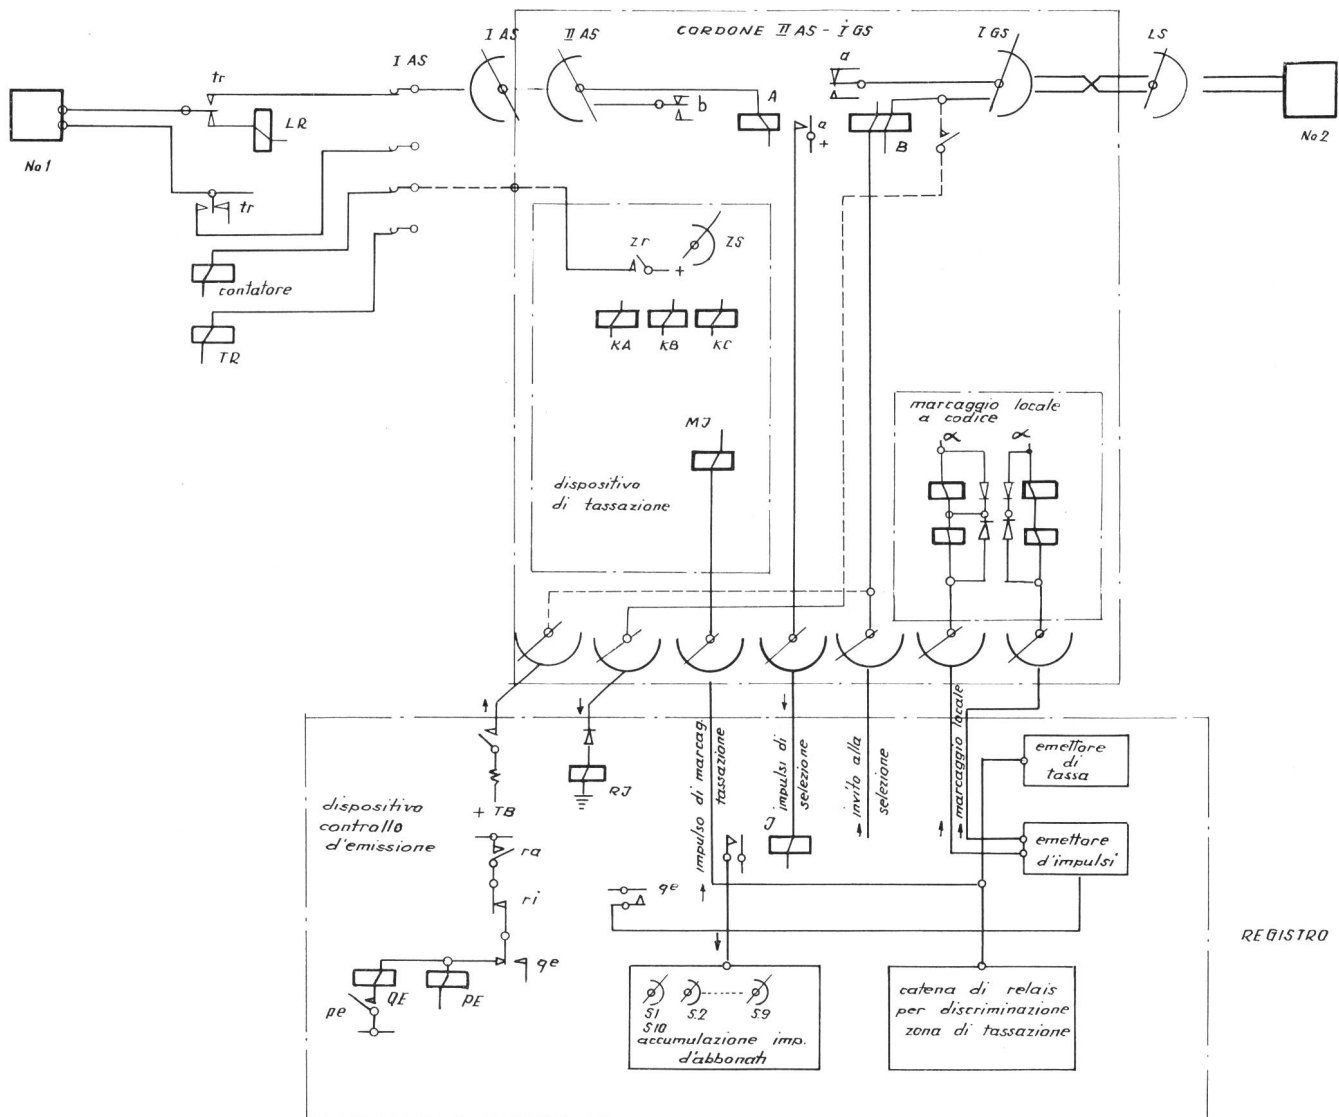 CORDONE II AS - I GS
I AS
I AS
II AS
I GS
LS
tr
LR
No 1
tr
contatore
TR
b
A
a
+
a
B
No 2
zr
+
ZS
KA KB KC
MJ
dispositivo
di tassazione
marcaggio locale
a codice
α α
dispositivo
controllo
d'emissione
+ TB
RJ
impulso di marcag.
tassazione
impulsi di
selezione
J
invito alla
selezione
marcaggio locale
emettore
di
tassa
emettore
d'impulsi
ra
ri
qe
qe
QE
PE
pe
REGISTRO
S1 S2 S9
S10
accumulazione imp.
d'abbonati
catena di relais
per discriminazione
zona di tassazione